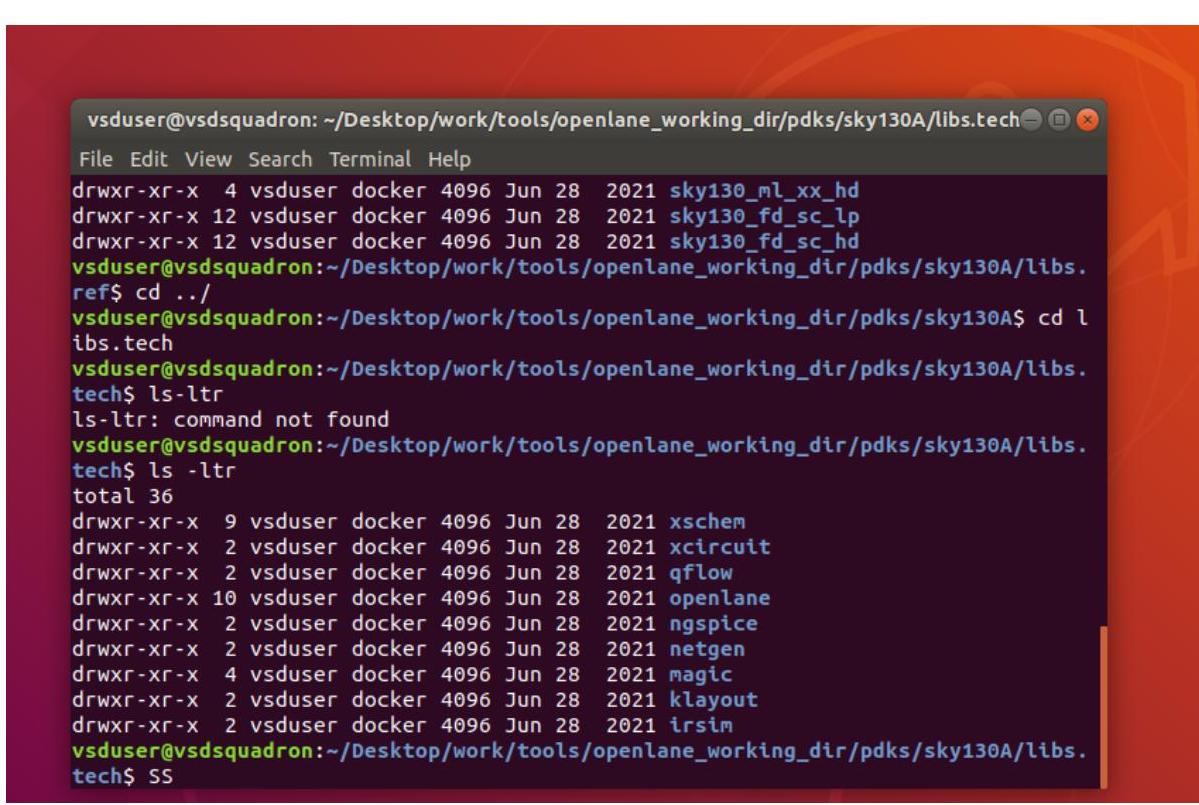 vsduser@vsdsquadron: ~/Desktop/work/tools/openlane_working_dir/pdks/sky130A/libs.tech
File Edit View Search Terminal Help
drwxr-xr-x  4 vsduser docker 4096 Jun 28  2021 sky130_ml_xx_hd
drwxr-xr-x 12 vsduser docker 4096 Jun 28  2021 sky130_fd_sc_lp
drwxr-xr-x 12 vsduser docker 4096 Jun 28  2021 sky130_fd_sc_hd
vsduser@vsdsquadron:~/Desktop/work/tools/openlane_working_dir/pdks/sky130A/libs.
ref$ cd ../
vsduser@vsdsquadron:~/Desktop/work/tools/openlane_working_dir/pdks/sky130A$ cd l
ibs.tech
vsduser@vsdsquadron:~/Desktop/work/tools/openlane_working_dir/pdks/sky130A/libs.
tech$ ls-ltr
ls-ltr: command not found
vsduser@vsdsquadron:~/Desktop/work/tools/openlane_working_dir/pdks/sky130A/libs.
tech$ ls -ltr
total 36
drwxr-xr-x  9 vsduser docker 4096 Jun 28  2021 xschem
drwxr-xr-x  2 vsduser docker 4096 Jun 28  2021 xcircuit
drwxr-xr-x  2 vsduser docker 4096 Jun 28  2021 qflow
drwxr-xr-x 10 vsduser docker 4096 Jun 28  2021 openlane
drwxr-xr-x  2 vsduser docker 4096 Jun 28  2021 ngspice
drwxr-xr-x  2 vsduser docker 4096 Jun 28  2021 netgen
drwxr-xr-x  4 vsduser docker 4096 Jun 28  2021 magic
drwxr-xr-x  2 vsduser docker 4096 Jun 28  2021 klayout
drwxr-xr-x  2 vsduser docker 4096 Jun 28  2021 irsim
vsduser@vsdsquadron:~/Desktop/work/tools/openlane_working_dir/pdks/sky130A/libs.
tech$ SS